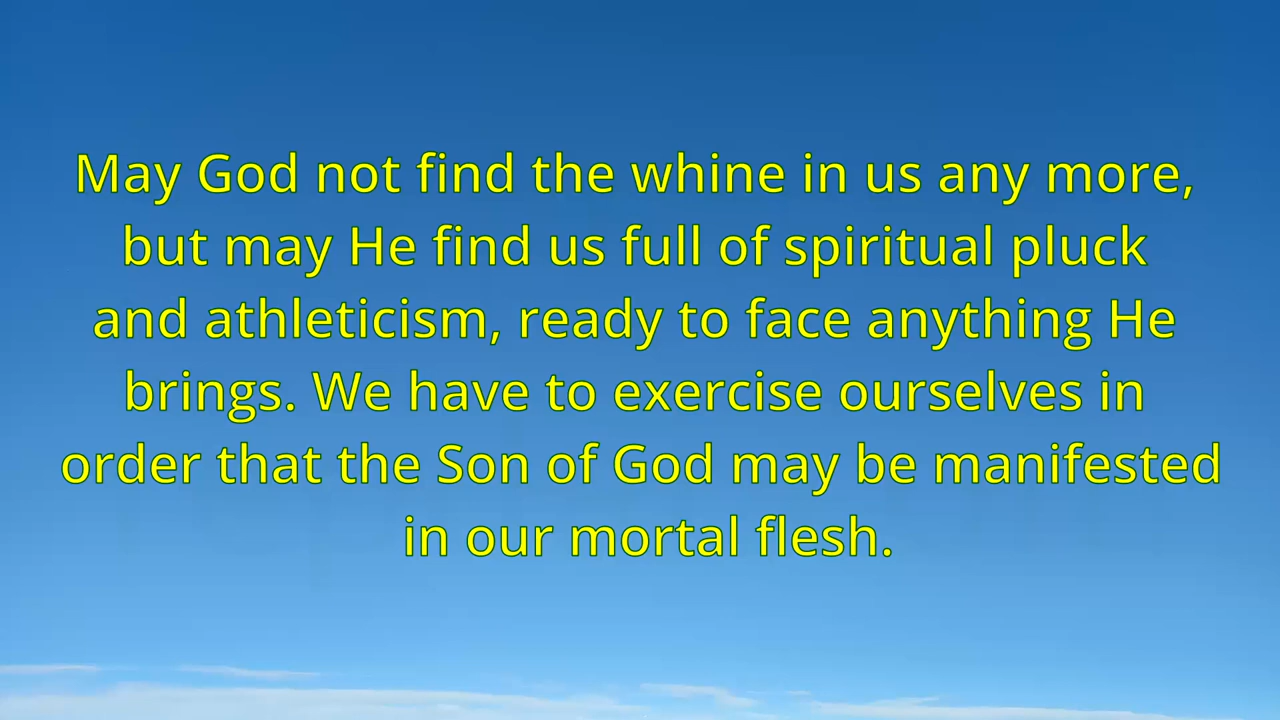 May God not find the whine in us any more,
but may He find us full of spiritual pluck
and athleticism, ready to face anything He
brings. We have to exercise ourselves in
order that the Son of God may be manifested
in our mortal flesh.